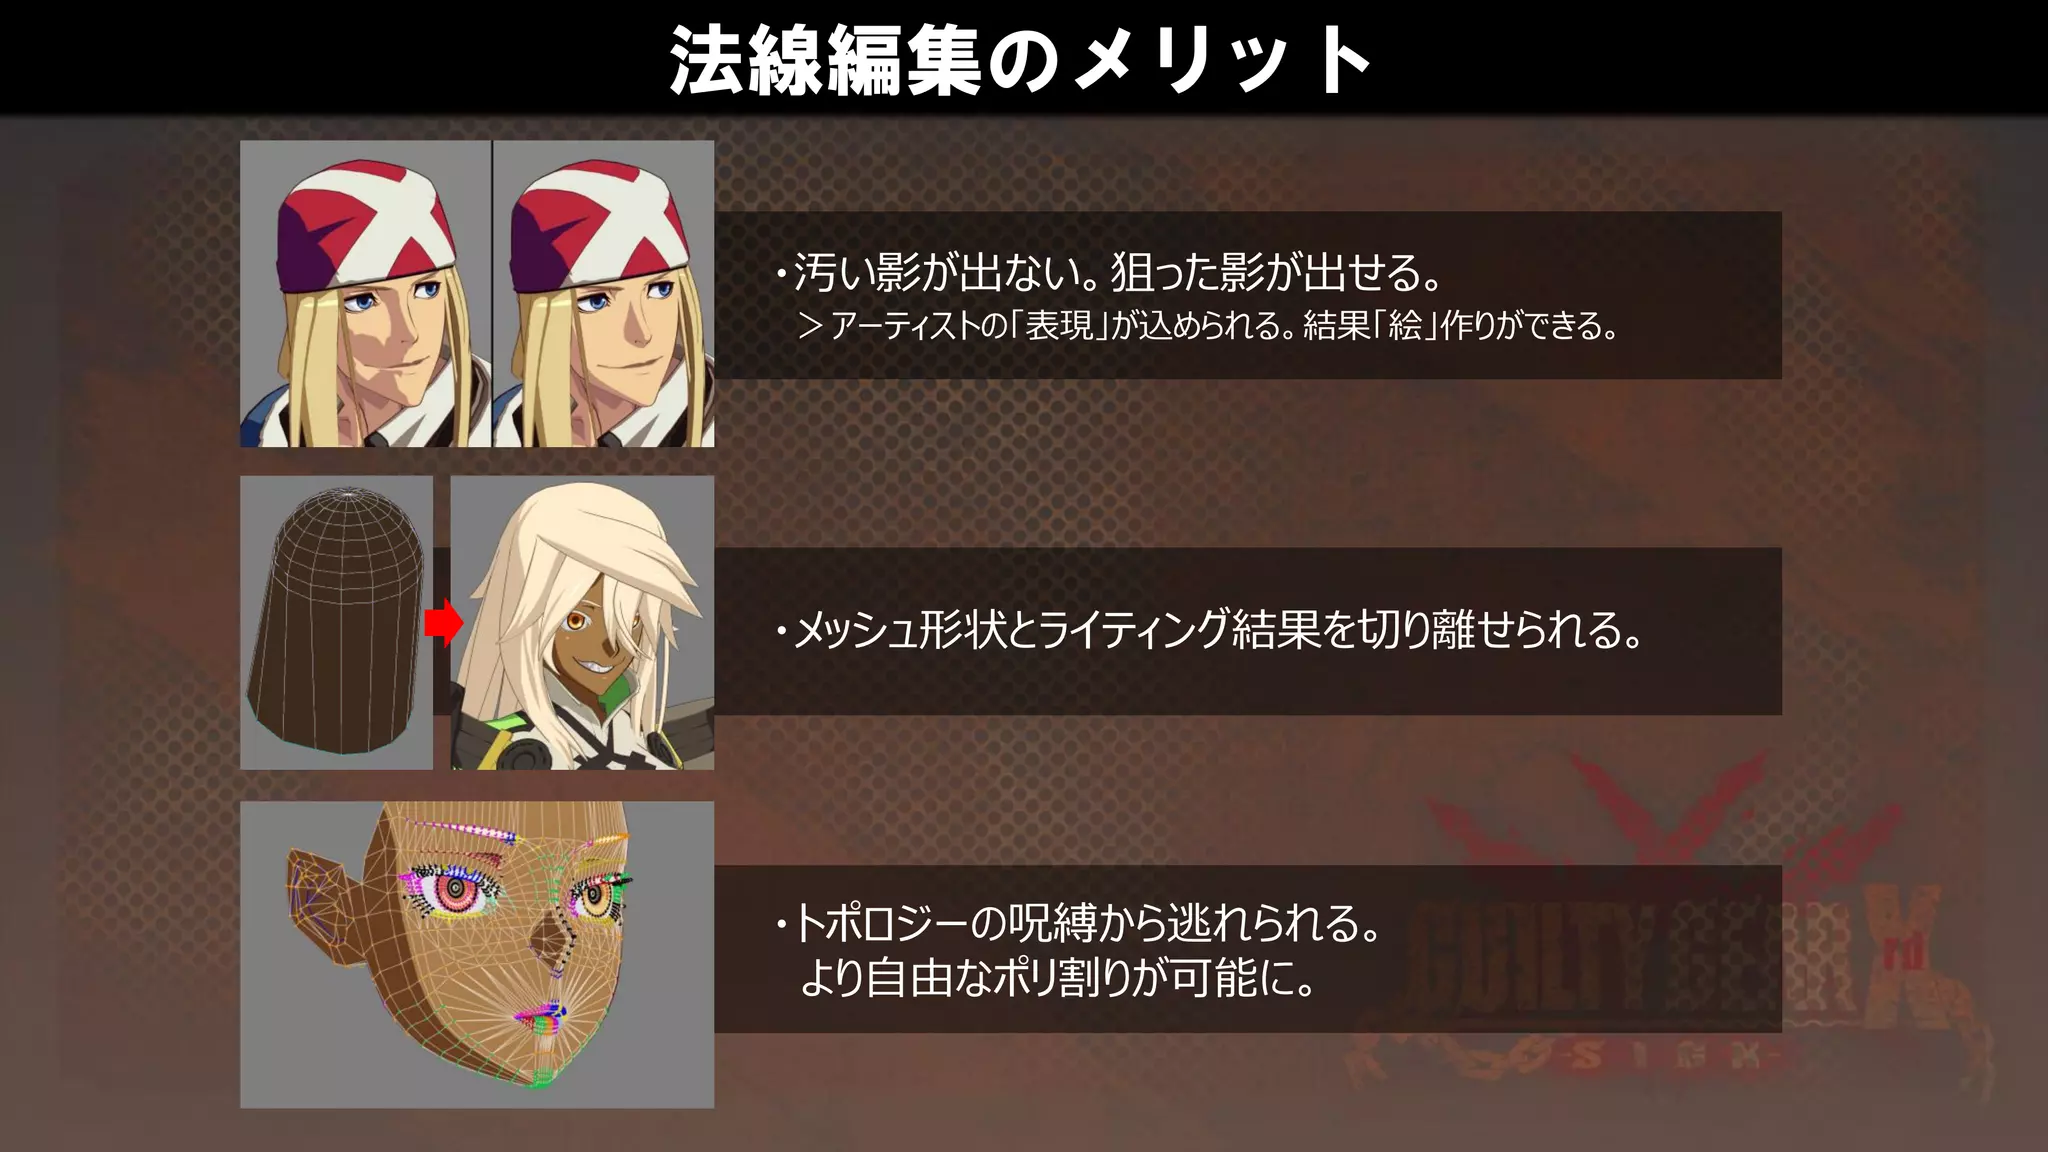 法線編集のメリット
・汚い影が出ない。狙った影が出せる。
＞アーティストの「表現」が込められる。結果「絵」作りができる。
・メッシュ形状とライティング結果を切り離せられる。
・トポロジーの呪縛から逃れられる。
より自由なポリ割りが可能に。
GUILTY GEAR Xrd
-SIGN-